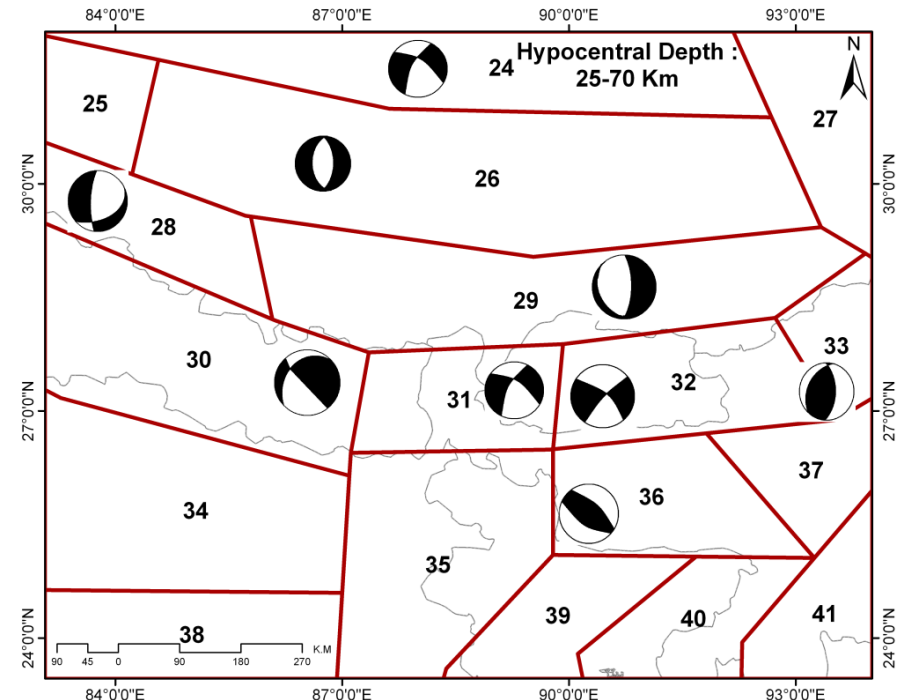 84°0'0"E 87°0'0"E 90°0'0"E 93°0'0"E
Hypocentral Depth :
25-70 Km
N
24
25
27
26
30°0'0"N 30°0'0"N
28
29
30
33
31
32
27°0'0"N 27°0'0"N
37
36
34
35
39
40
41
38
24°0'0"N 24°0'0"N
K.M
90 45 0 90 180 270
84°0'0"E 87°0'0"E 90°0'0"E 93°0'0"E